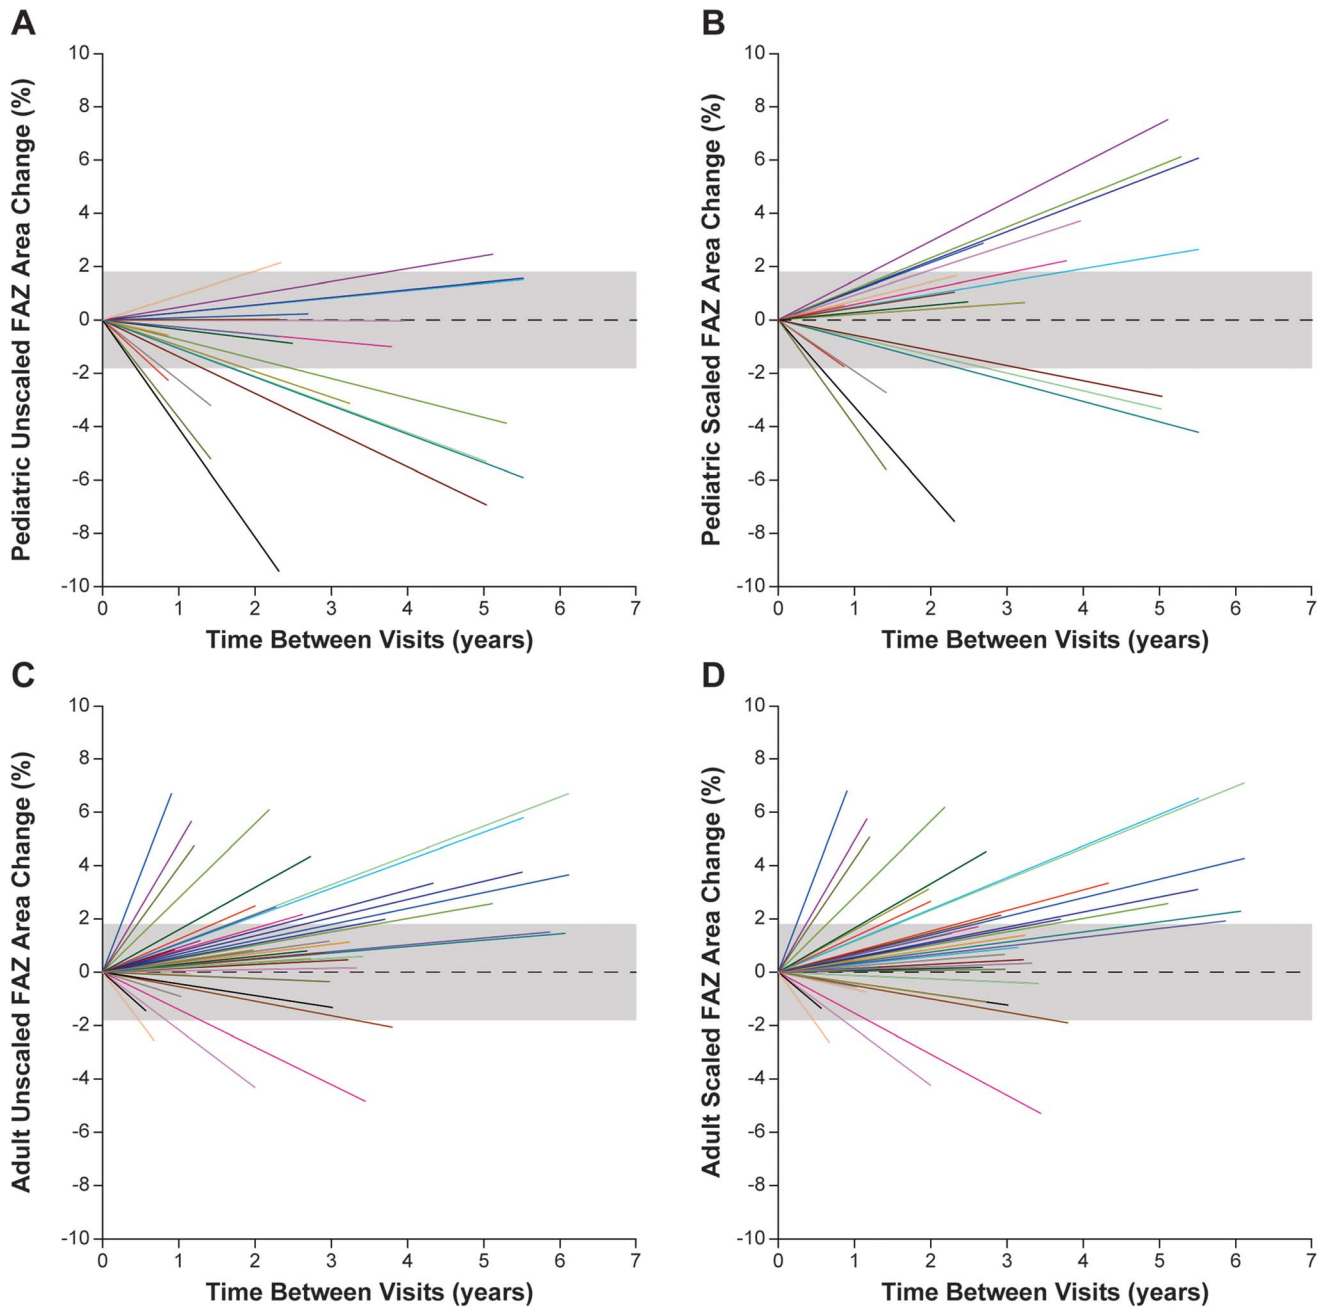 A
Pediatric Unscaled FAZ Area Change (%)
10
8
6
4
2
0
-2
-4
-6
-8
-10
0 1 2 3 4 5 6 7
Time Between Visits (years)
B
Pediatric Scaled FAZ Area Change (%)
10
8
6
4
2
0
-2
-4
-6
-8
-10
0 1 2 3 4 5 6 7
Time Between Visits (years)
C
Adult Unscaled FAZ Area Change (%)
10
8
6
4
2
0
-2
-4
-6
-8
-10
0 1 2 3 4 5 6 7
Time Between Visits (years)
D
Adult Scaled FAZ Area Change (%)
10
8
6
4
2
0
-2
-4
-6
-8
-10
0 1 2 3 4 5 6 7
Time Between Visits (years)